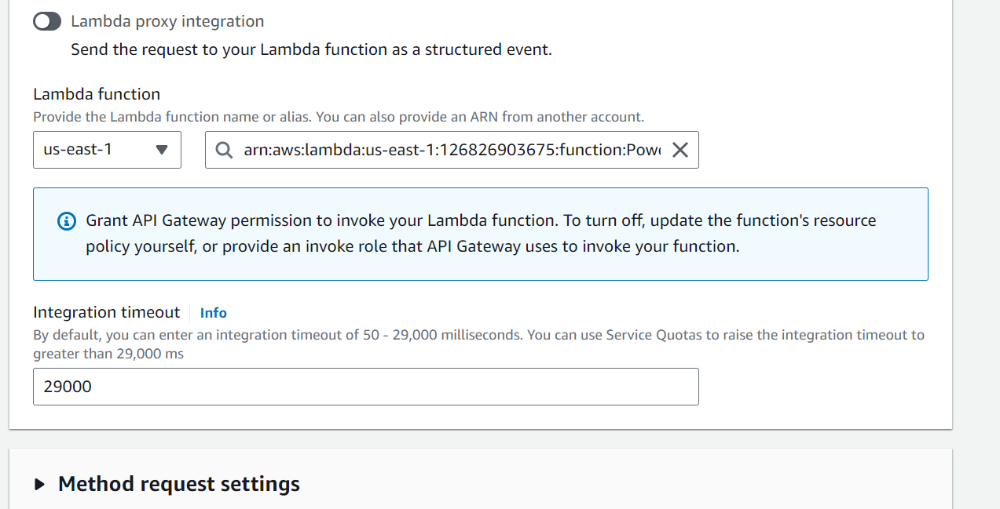 Lambda proxy integration
Send the request to your Lambda function as a structured event.
Lambda function
Provide the Lambda function name or alias. You can also provide an ARN from another account.
us-east-1
arn:aws:lambda:us-east-1:126826903675:function:Powe
Grant API Gateway permission to invoke your Lambda function. To turn off, update the function's resource
policy yourself, or provide an invoke role that API Gateway uses to invoke your function.
Integration timeout Info
By default, you can enter an integration timeout of 50 - 29,000 milliseconds. You can use Service Quotas to raise the integration timeout to
greater than 29,000 ms
29000
Method request settings